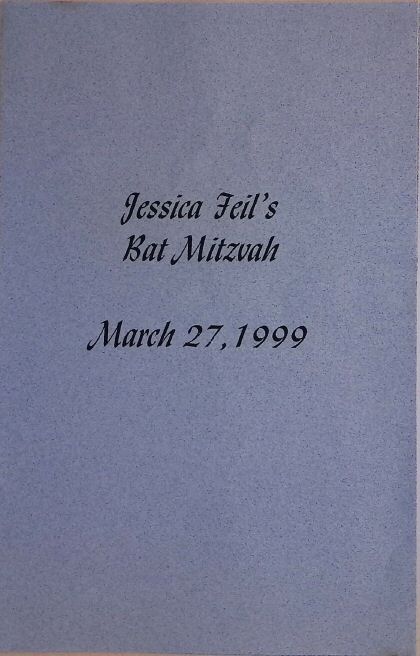 Jessica Feil's
Bat Mitzvah
March 27, 1999